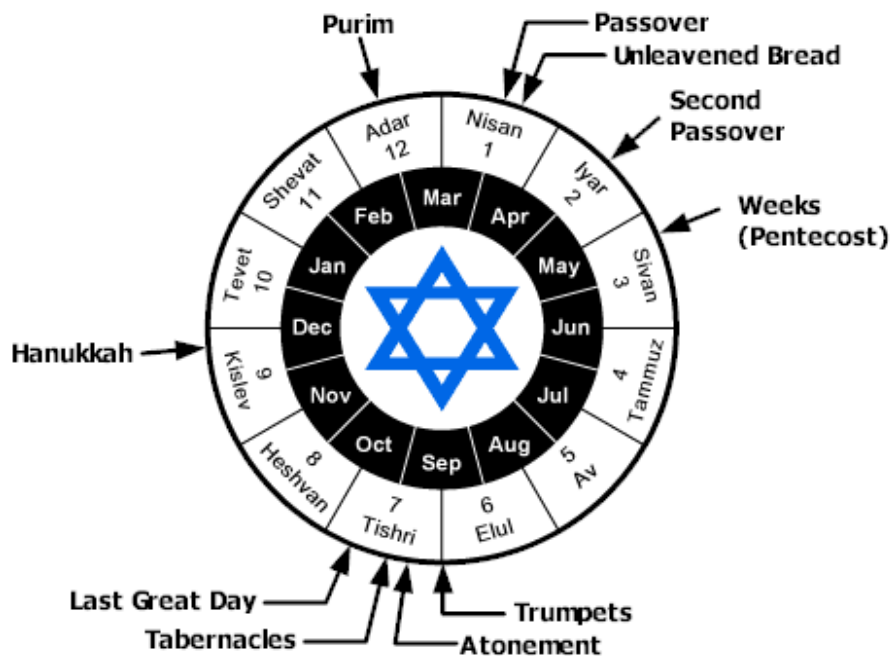 Purim
Passover
Unleavened Bread
Second
Passover
Weeks
(Pentecost)
Hanukkah
Last Great Day
Tabernacles
Trumpets
Atonement
Nisan
1
Iyar
2
Sivan
3
Tammuz
4
Av
5
Elul
6
Tishri
7
Heshvan
8
Kislev
9
Tevet
10
Shevat
11
Adar
12
Mar
Apr
May
Jun
Jul
Aug
Sep
Oct
Nov
Dec
Jan
Feb